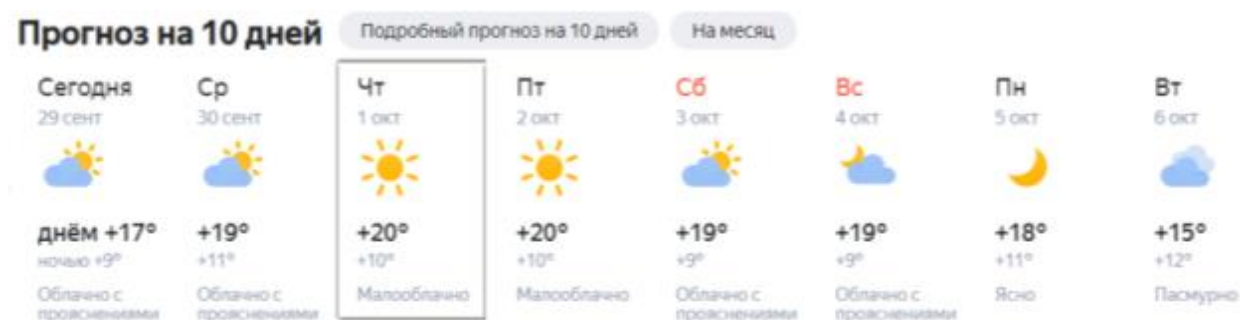 Прогноз на 10 дней Подробный прогноз на 10 дней На месяц
Сегодня Ср Чт Пт Сб Вс Пн Вт
29 сент 30 сент 1 окт 2 окт 3 окт 4 окт 5 окт 6 окт
днём +17° +19° +20° +20° +19° +19° +18° +15°
ночью +9° +11° +10° +10° +9° +9° +11° +12°
Облачно с Облачно с Малооблачно Малооблачно Облачно с Облачно с Ясно Пасмурно
прояснениями прояснениями прояснениями прояснениями